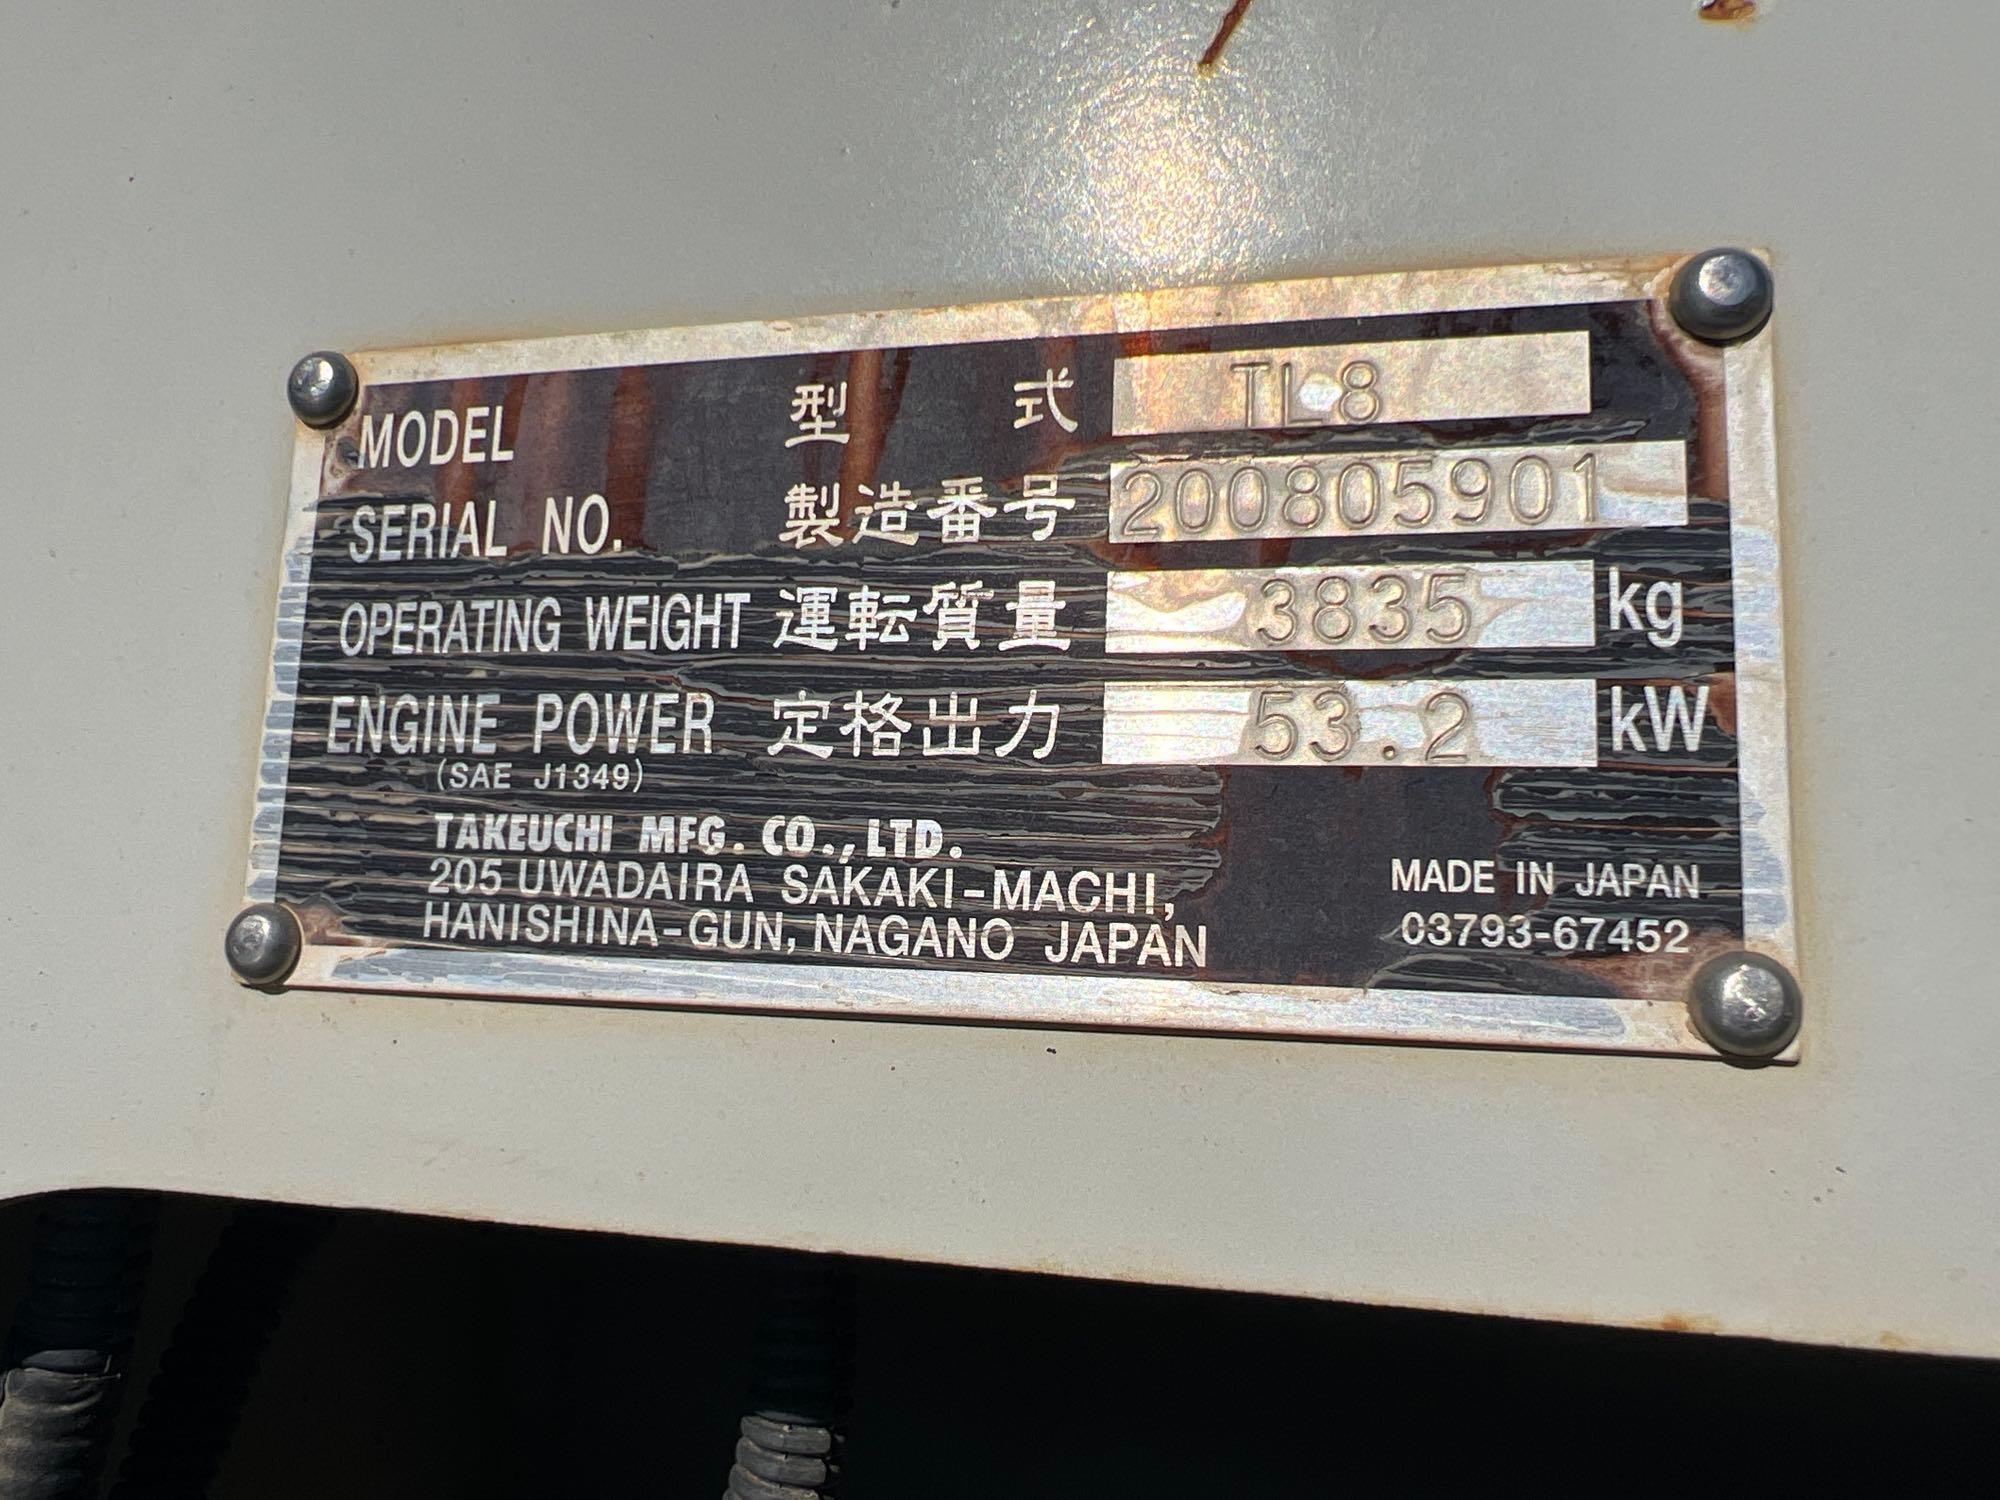 MODEL 型 式 TL8
SERIAL NO. 製造番号 200805901
OPERATING WEIGHT 運転質量 3835 kg
ENGINE POWER 定格出力 53.2 kW
(SAE J1349)
TAKEUCHI MFG. CO., LTD.
205 UWADAIRA SAKAKI-MACHI,
HANISHINA-GUN, NAGANO JAPAN
MADE IN JAPAN
03793-67452